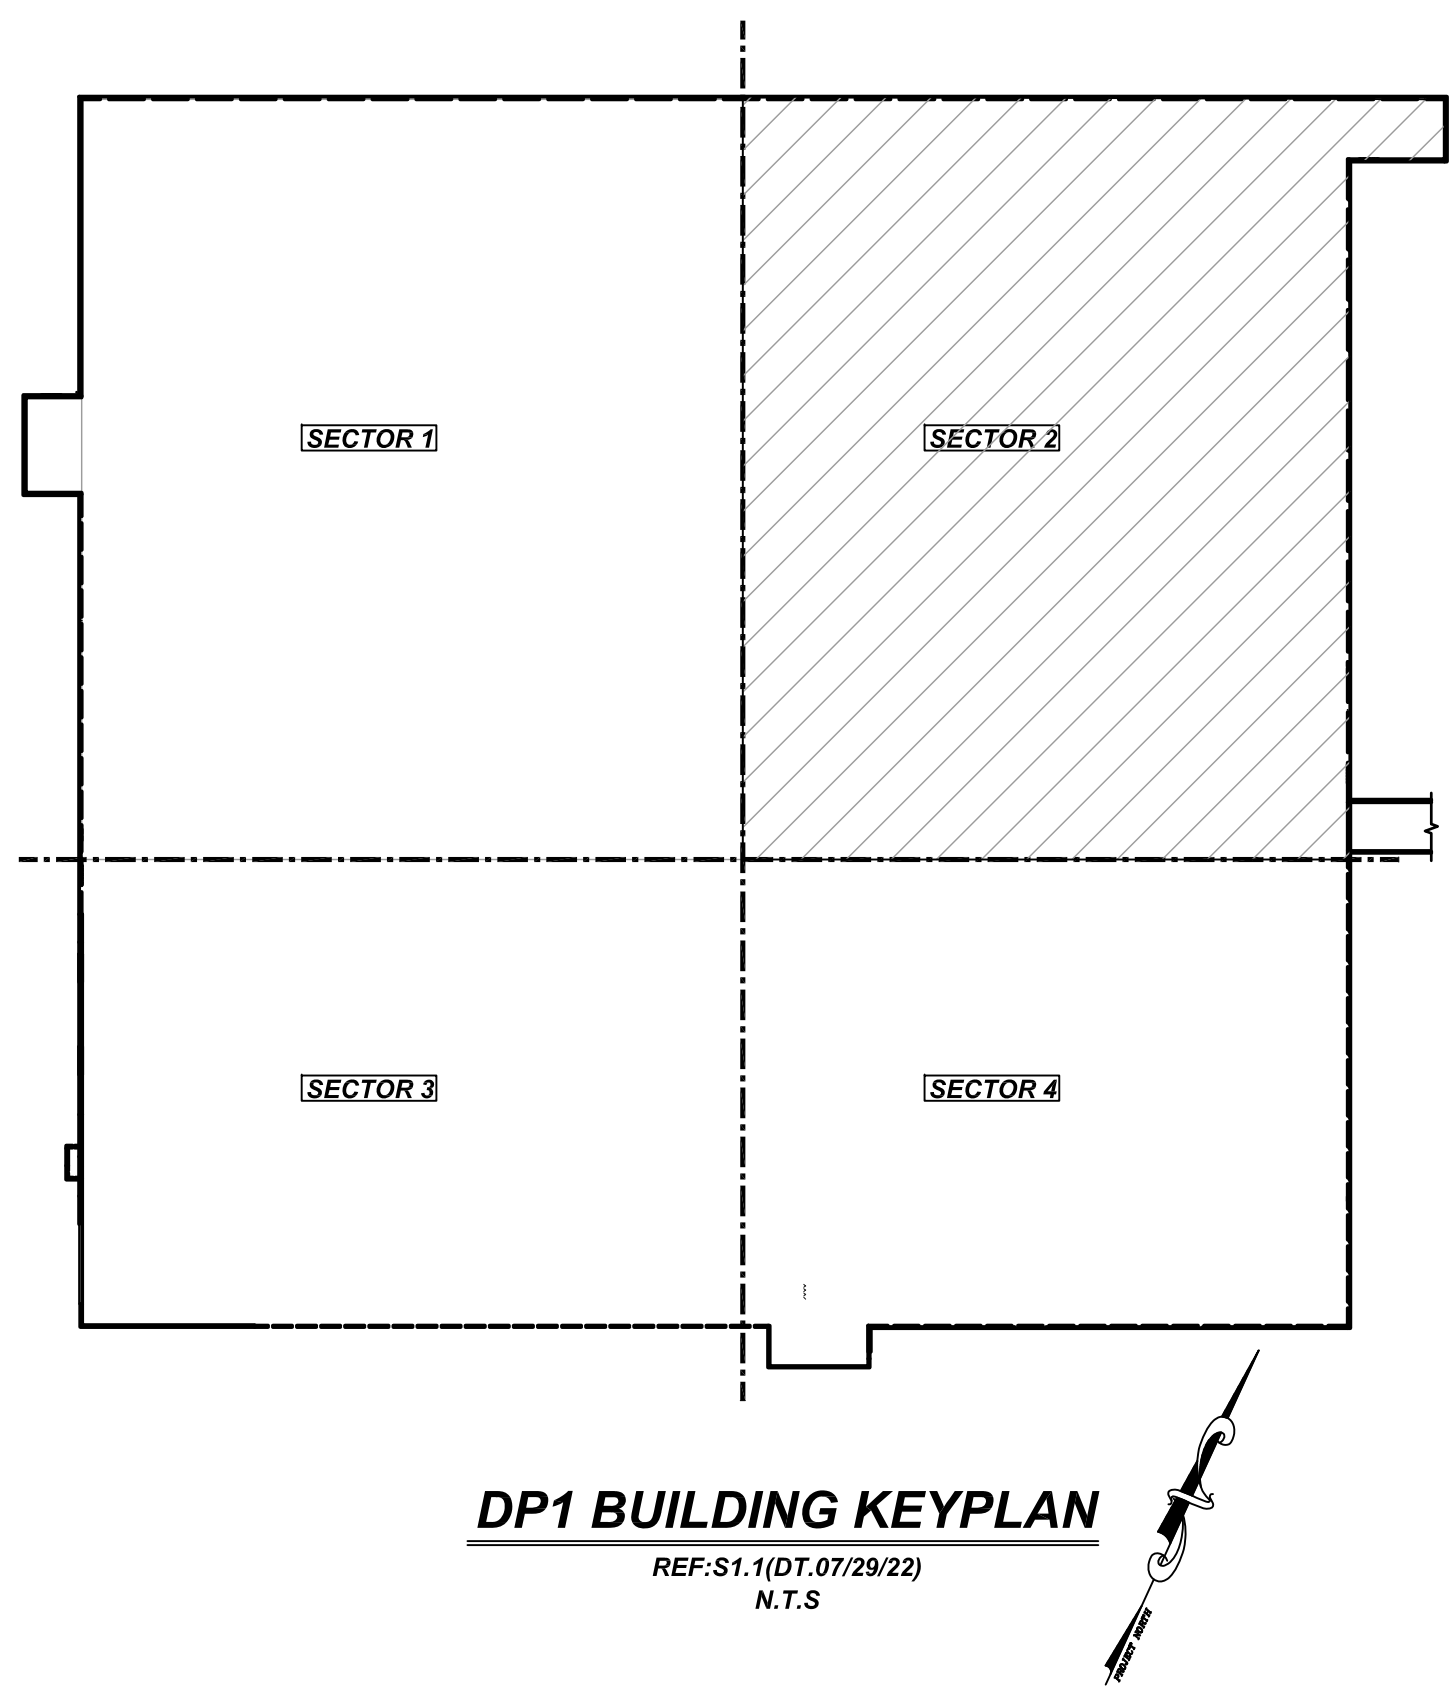 SECTOR 1
SECTOR 2
SECTOR 3
SECTOR 4
DP1 BUILDING KEYPLAN
REF:S1.1(DT.07/29/22)
N.T.S
PROJECT NORTH